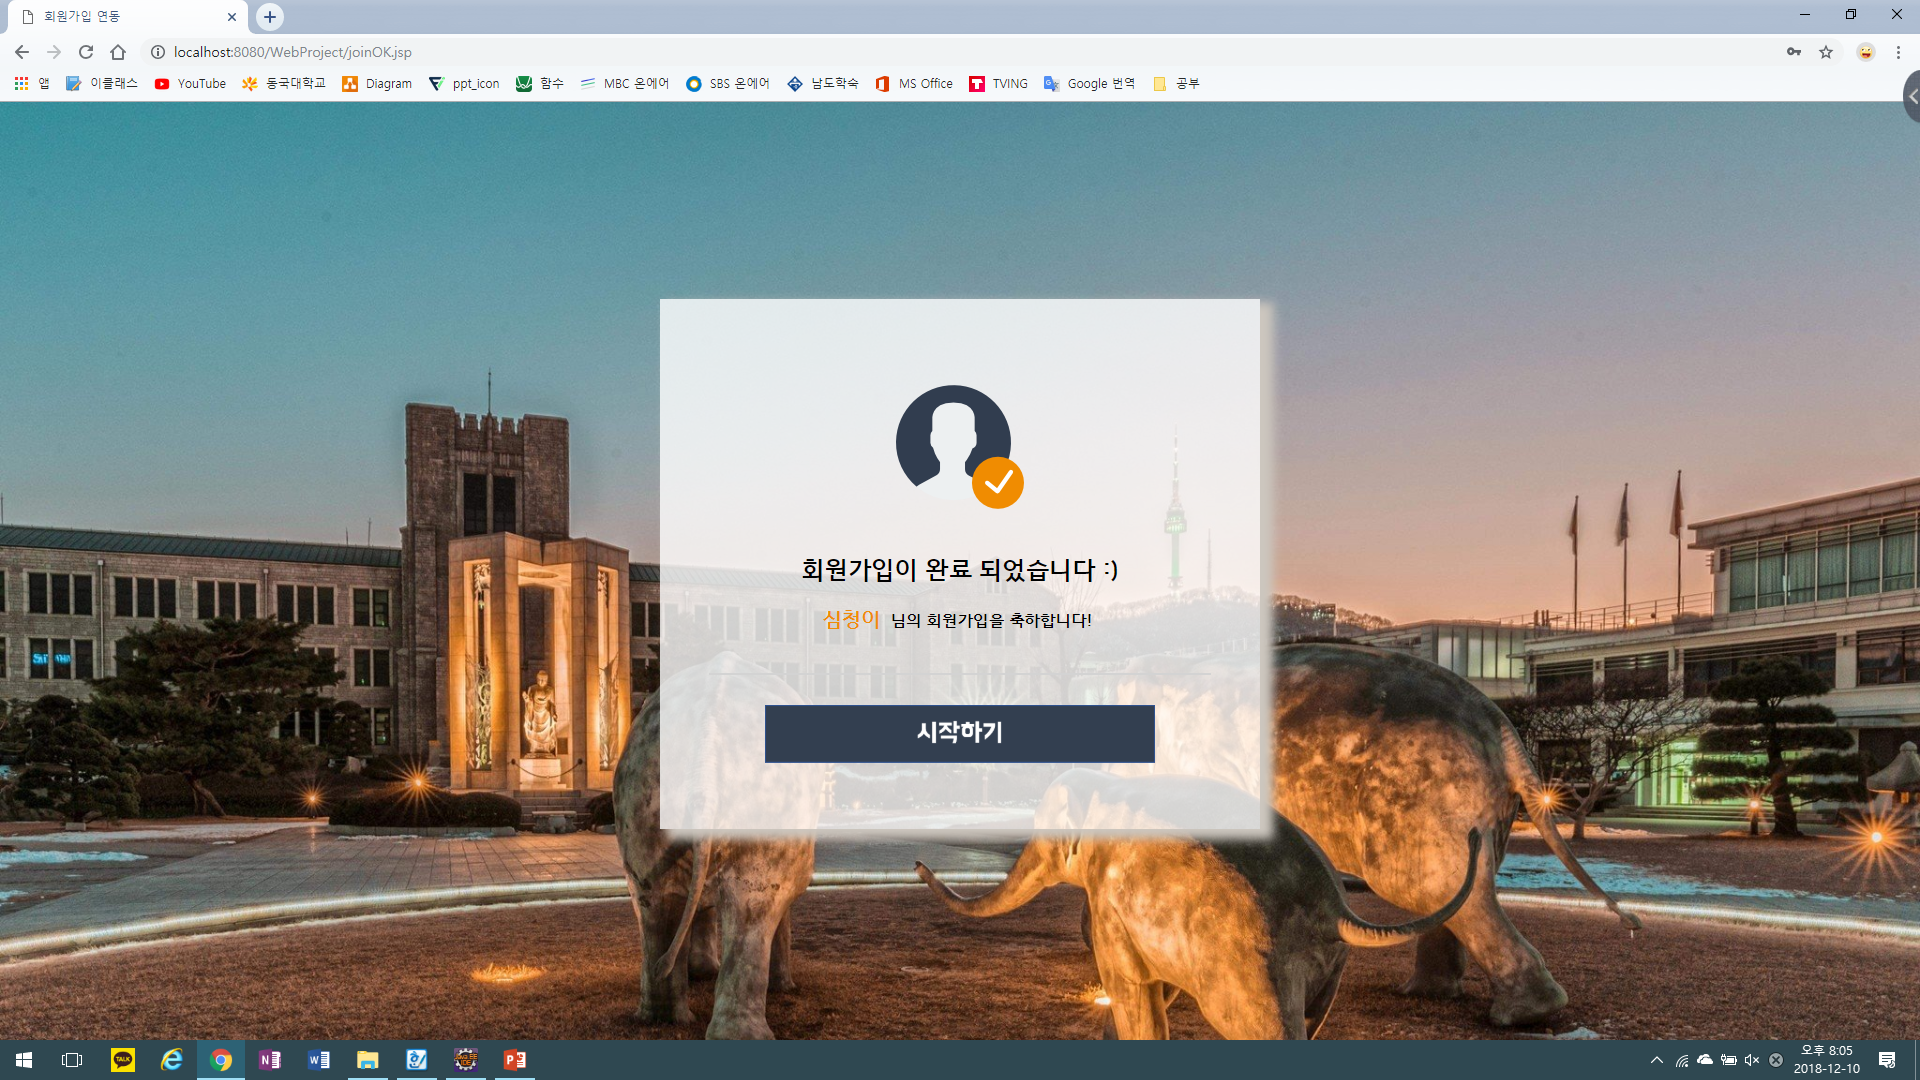 회원가입 연동
localhost:8080/WebProject/joinOK.jsp
앱 이클래스 YouTube 동국대학교 Diagram ppt_icon 함수 MBC 온에어 SBS 온에어 남도학숙 MS Office TVING Google 번역 공부
회원가입이 완료 되었습니다 :)
심청이 님의 회원가입을 축하합니다!
시작하기
TALK
오후 8:05
2018-12-10